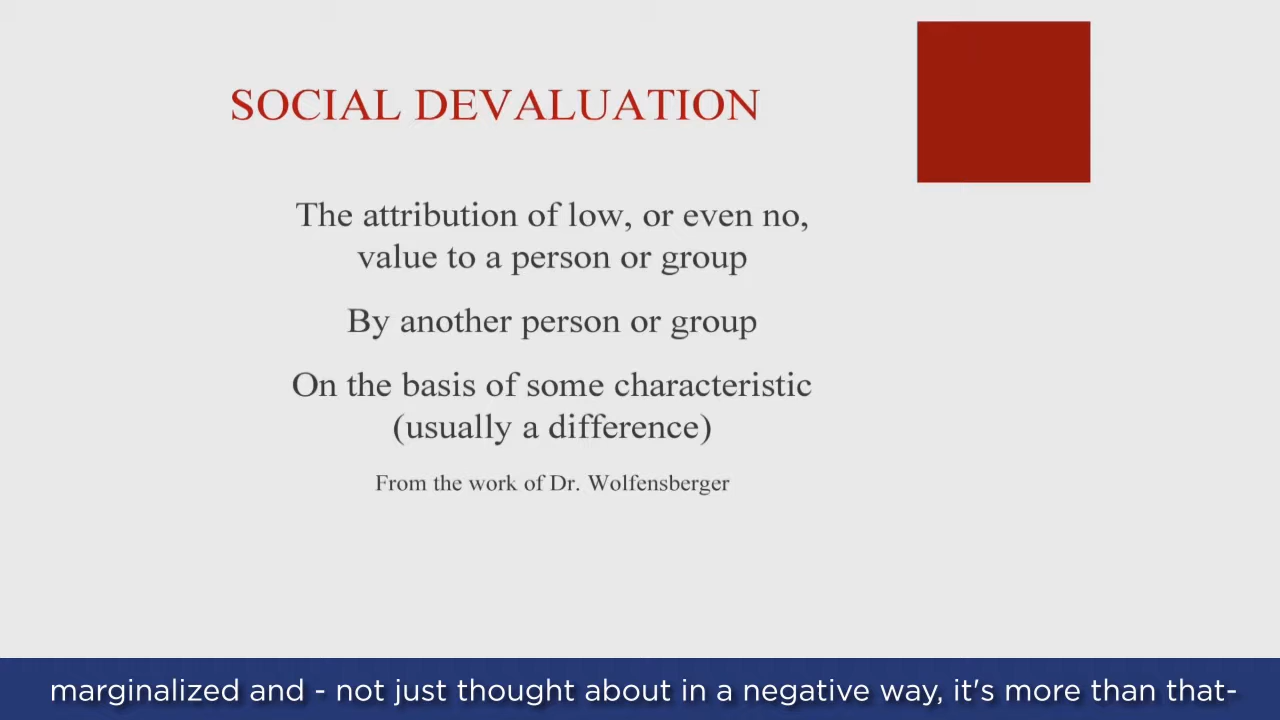 SOCIAL DEVALUATION
The attribution of low, or even no,
value to a person or group
By another person or group
On the basis of some characteristic
(usually a difference)
From the work of Dr. Wolfensberger
marginalized and - not just thought about in a negative way, it's more than that-